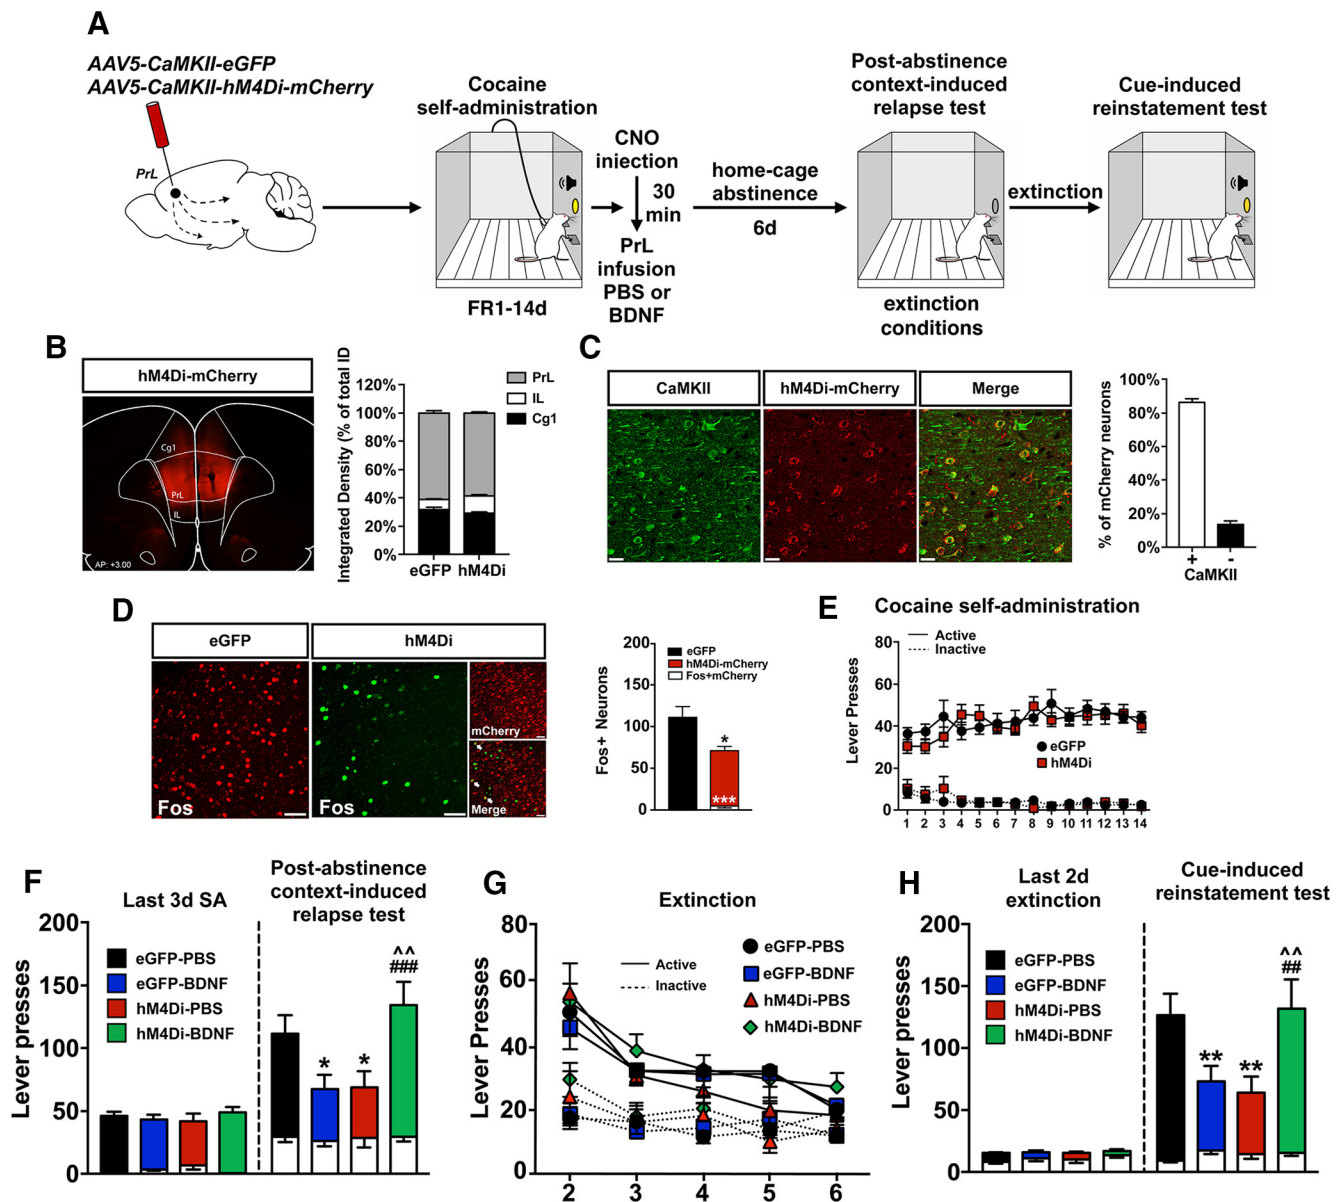 A
AAV5-CaMKII-eGFP
AAV5-CaMKII-hM4Di-mCherry
PrL
Cocaine
self-administration
FR1-14d
CNO
injection
30
min
PrL
infusion
PBS or
BDNF
home-cage
abstinence
6d
Post-abstinence
context-induced
relapse test
extinction
conditions
extinction
Cue-induced
reinstatement test
B
hM4Di-mCherry
Cg1
PrL
IL
AP: +3.00
Integrated Density (% of total ID
120%
100%
80%
60%
40%
20%
0%
eGFP hM4Di
PrL
IL
Cg1
C
CaMKII
hM4Di-mCherry
Merge
% of mCherry neurons
100%
80%
60%
40%
20%
0%
+ -
CaMKII
D
eGFP
hM4Di
Fos
Fos
mCherry
Merge
Fos+ Neurons
200
150
100
50
0
eGFP
hM4Di-mCherry
Fos+mCherry
*
***
E
Cocaine self-administration
Lever Presses
80
60
40
20
0
Active
Inactive
eGFP
hM4Di
1 2 3 4 5 6 7 8 9 10 11 12 13 14
F
Last 3d SA
Post-abstinence
context-induced
relapse test
Lever presses
200
150
100
50
0
eGFP-PBS
eGFP-BDNF
hM4Di-PBS
hM4Di-BDNF
* *
^^
###
G
Extinction
Lever Presses
80
60
40
20
0
Active
Inactive
eGFP-PBS
eGFP-BDNF
hM4Di-PBS
hM4Di-BDNF
2 3 4 5 6
H
Last 2d
extinction
Cue-induced
reinstatement test
Lever presses
200
150
100
50
0
eGFP-PBS
eGFP-BDNF
hM4Di-PBS
hM4Di-BDNF
** **
^^
##